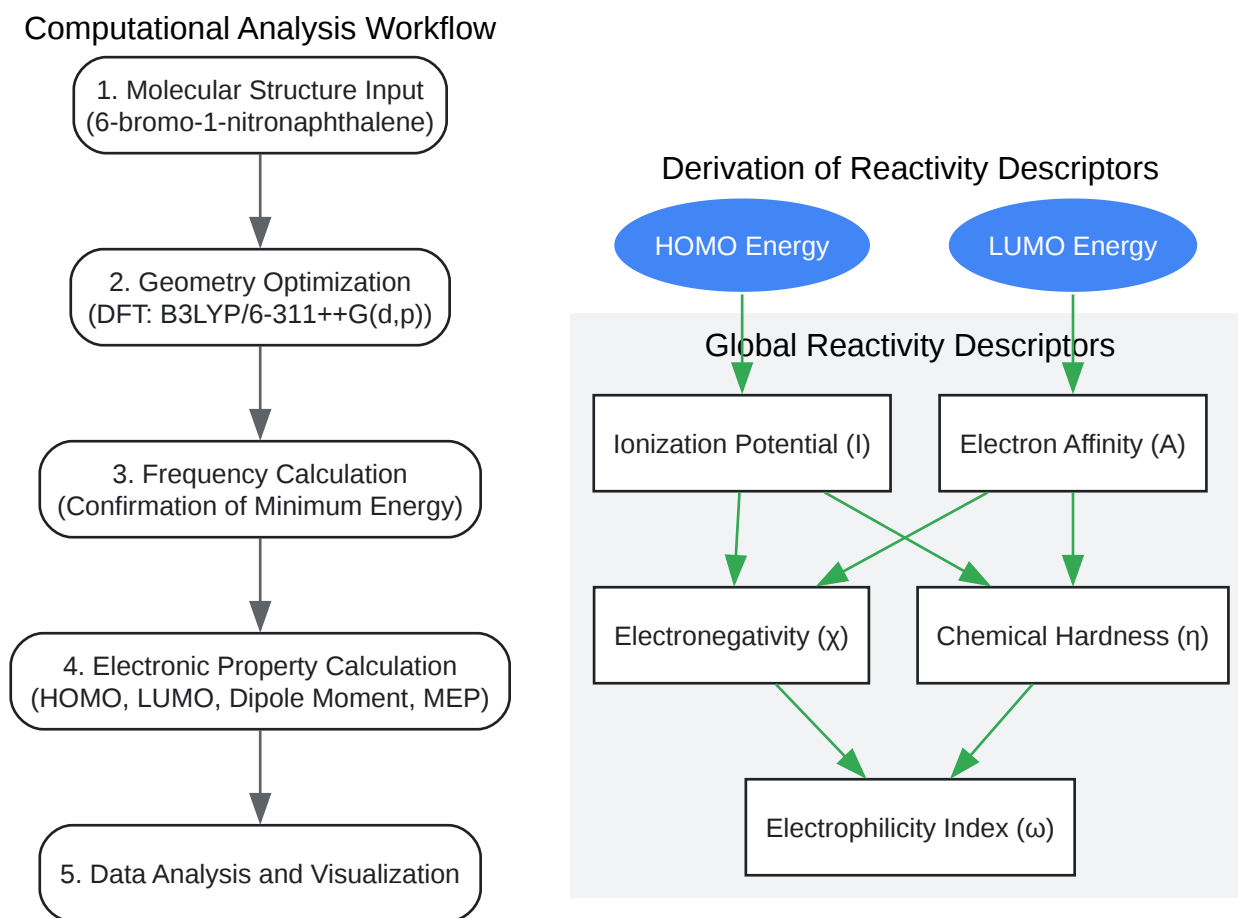 Computational Analysis Workflow
1. Molecular Structure Input
(6-bromo-1-nitronaphthalene)
2. Geometry Optimization
(DFT: B3LYP/6-311++G(d,p))
3. Frequency Calculation
(Confirmation of Minimum Energy)
4. Electronic Property Calculation
(HOMO, LUMO, Dipole Moment, MEP)
5. Data Analysis and Visualization
Derivation of Reactivity Descriptors
HOMO Energy
LUMO Energy
Global Reactivity Descriptors
Ionization Potential (I)
Electron Affinity (A)
Electronegativity (χ)
Chemical Hardness (η)
Electrophilicity Index (ω)